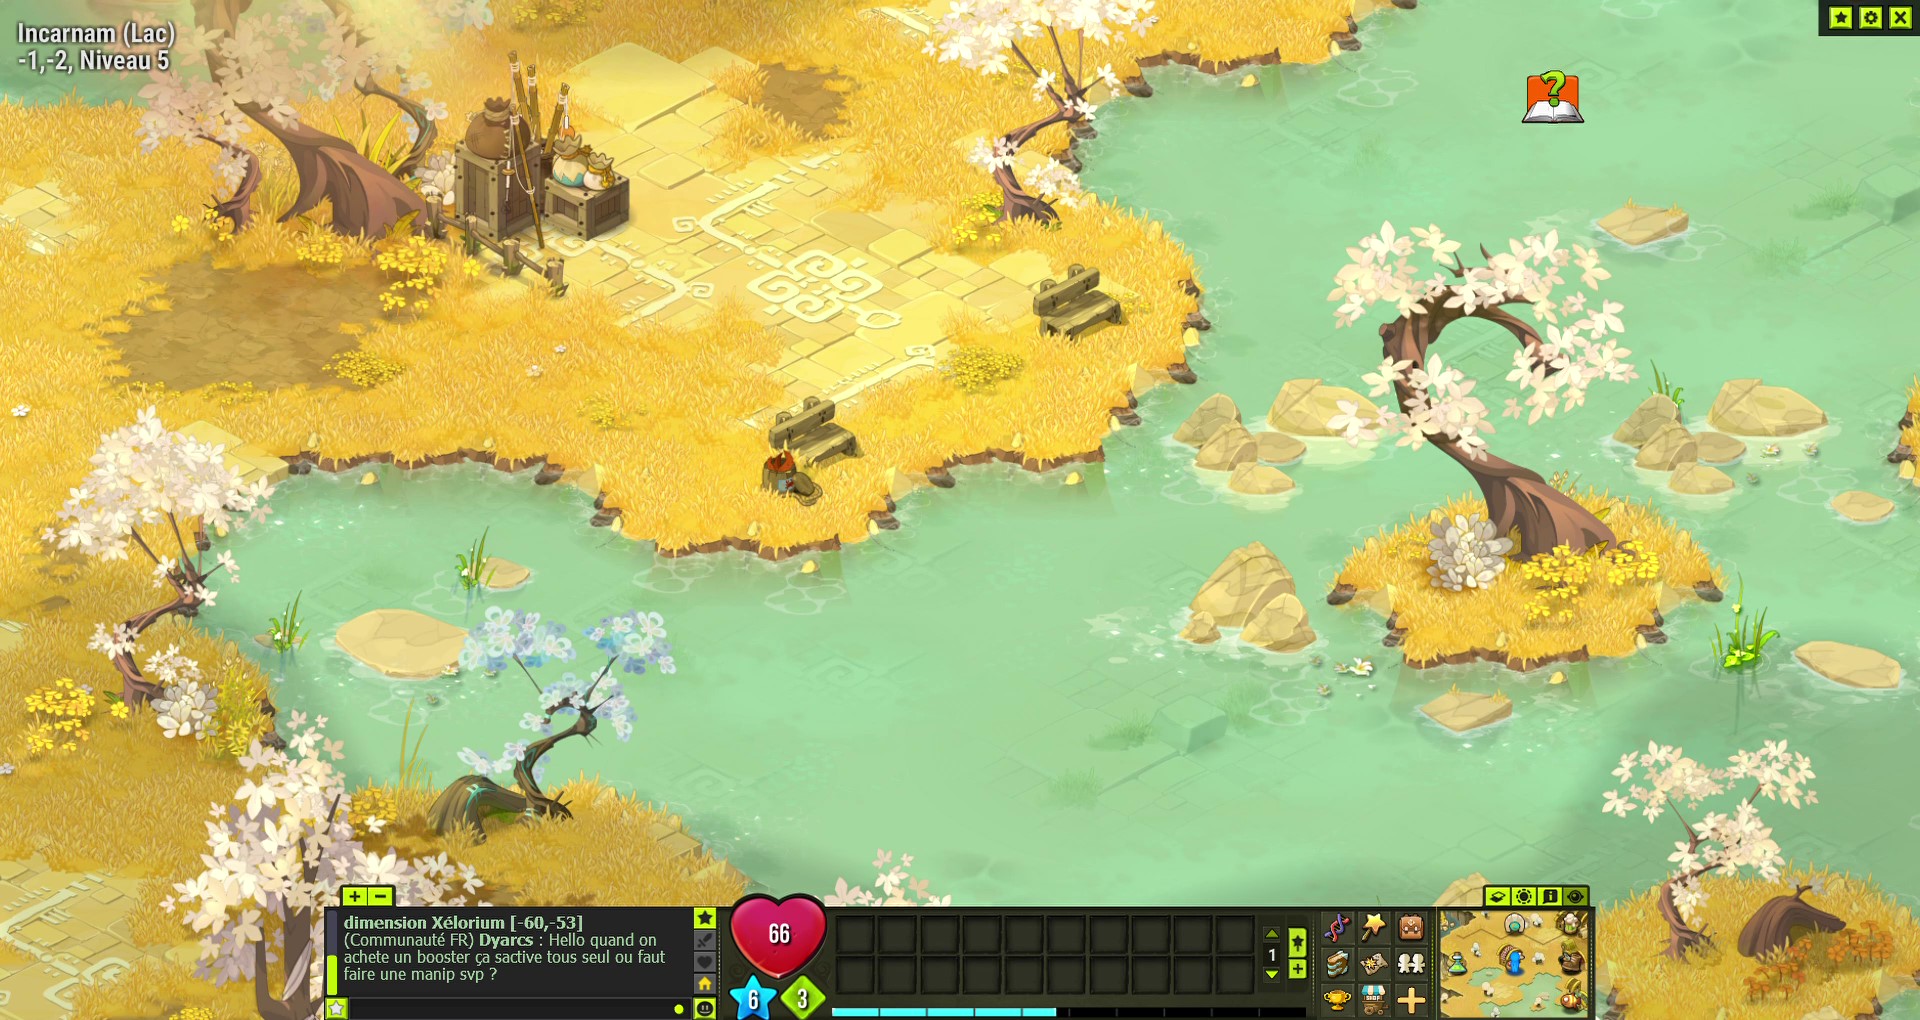 Incarnam (Lac)
-1,-2, Niveau 5
dimension Xélorium [-60,-53]
(Communauté FR) Dyarcs : Hello quand on
achete un booster ça sactive tous seul ou faut
faire une manip svp ?
66
6
3
1
SHOP